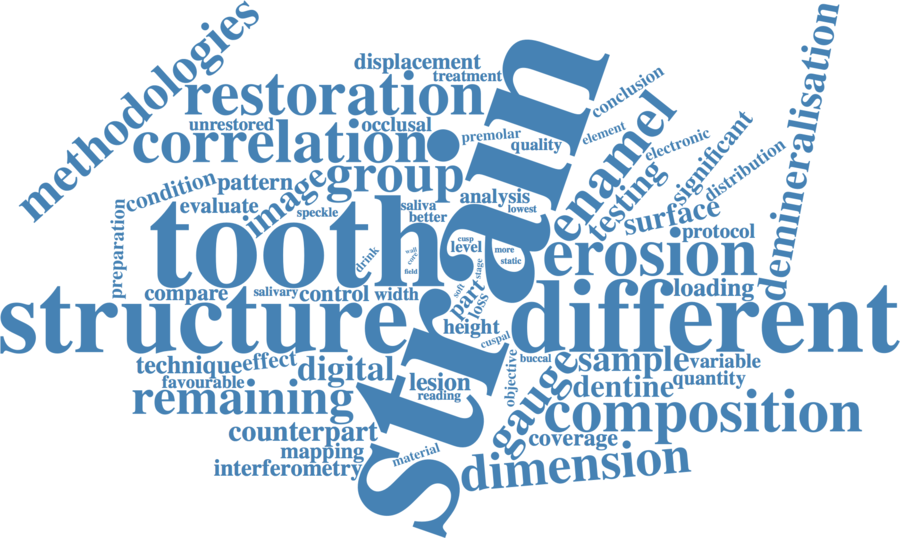 methodologies
displacement
treatment
restoration
strain
conclusion
demineralisation
unrestored
occlusal
correlation
premolar
quality
element
enamel
electronic
significant
distribution
condition
pattern
image
group
analysis
testing
preparation
evaluate
speckle
saliva
better
lowest
surface
protocol
tooth
drink
wall
core
field
cusp
level
more
static
stage
erosion
compare
salivary
control
width
soft
part
loss
loading
structure
height
cuspal
different
technique
effect
digital
favourable
lesion
reading
objective
buccal
gauge
sample
variable
dentine
quantity
remaining
composition
counterpart
coverage
mapping
material
interferometry
dimension